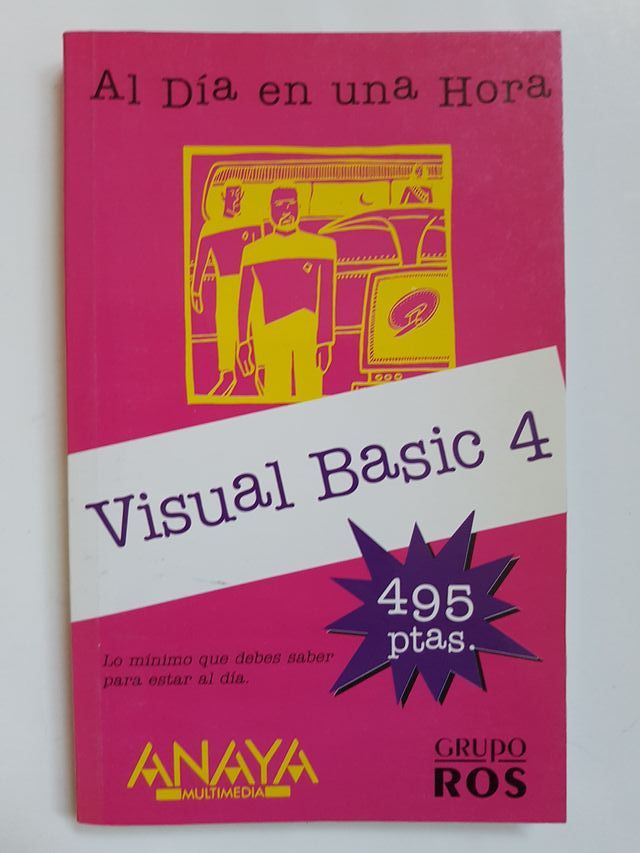 Al Día en una Hora
Visual Basic 4
495
ptas.
Lo mínimo que debes saber
para estar al día.
ANAYA
MULTIMEDIA
GRUPO
ROS